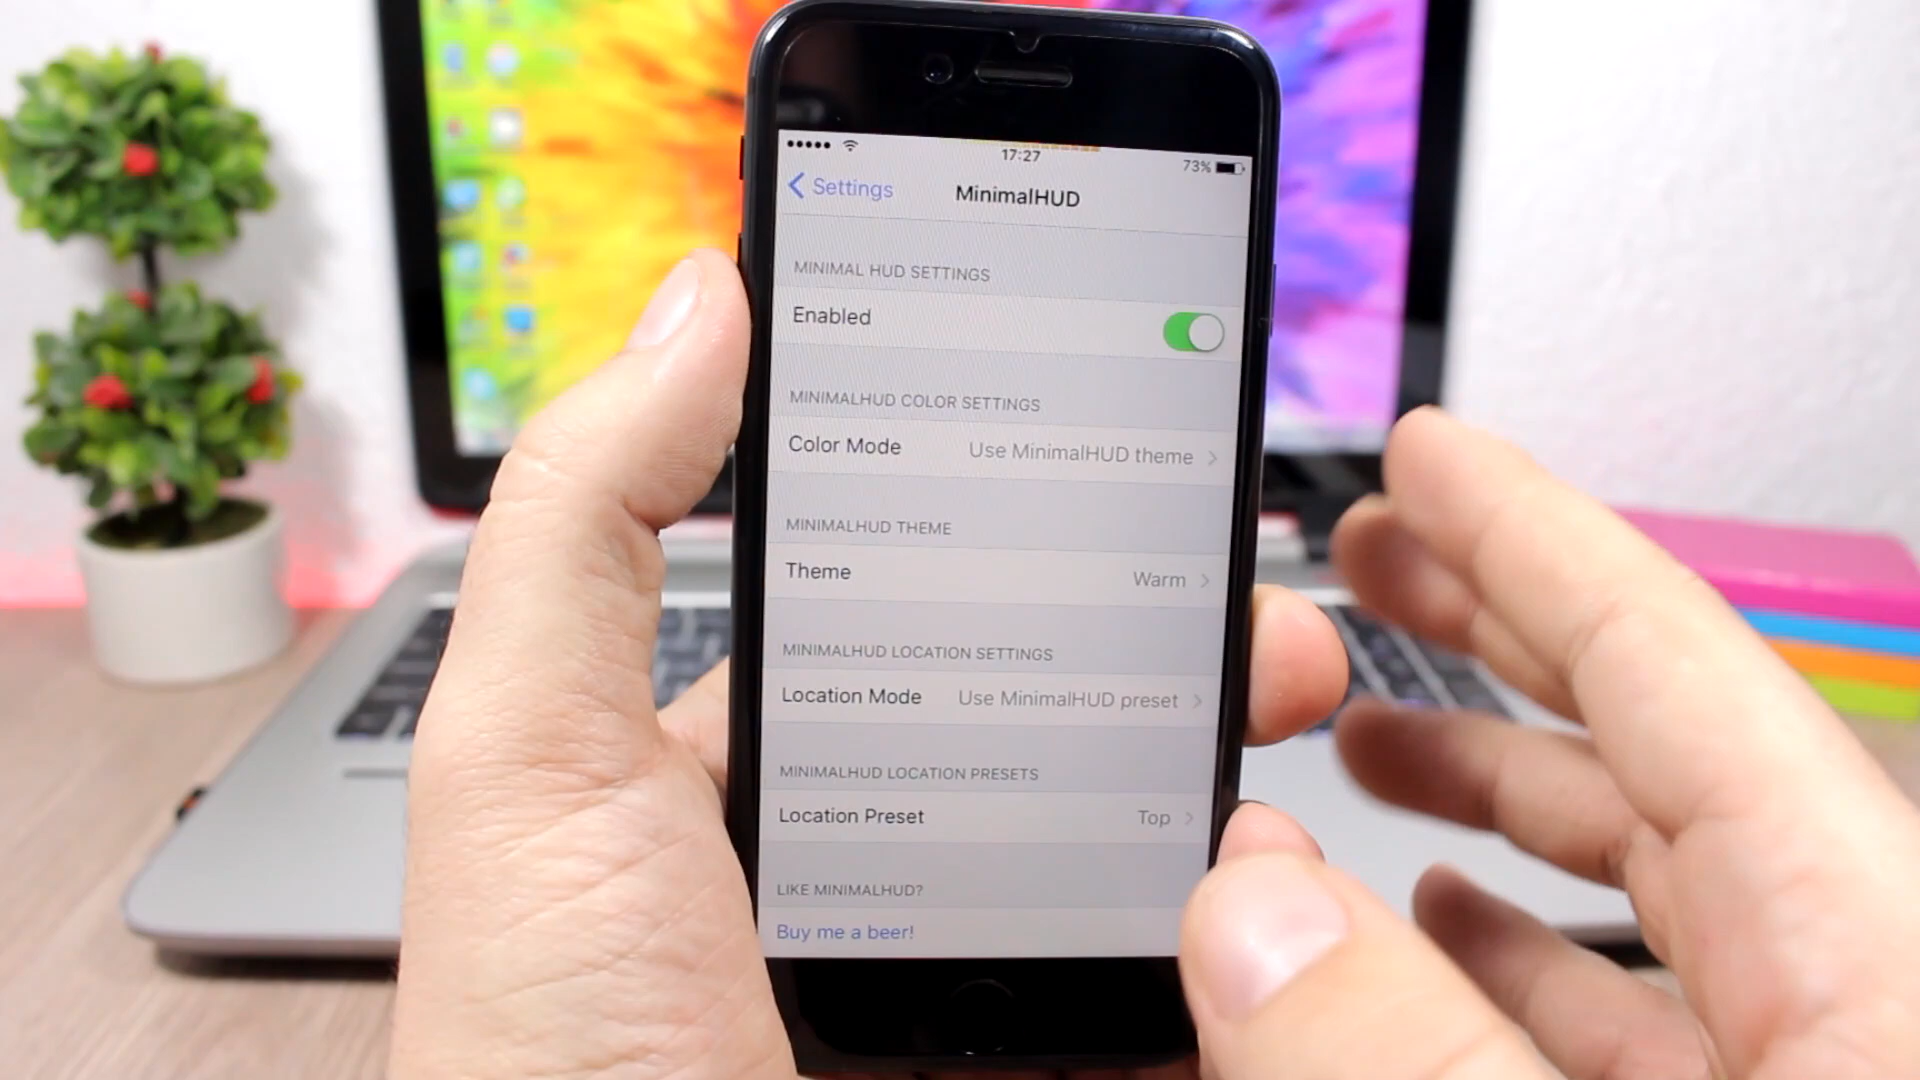 17:27
73%
Settings
MinimalHUD
MINIMAL HUD SETTINGS
Enabled
MINIMALHUD COLOR SETTINGS
Color Mode Use MinimalHUD theme
MINIMALHUD THEME
Theme Warm
MINIMALHUD LOCATION SETTINGS
Location Mode Use MinimalHUD preset
MINIMALHUD LOCATION PRESETS
Location Preset Top
LIKE MINIMALHUD?
Buy me a beer!